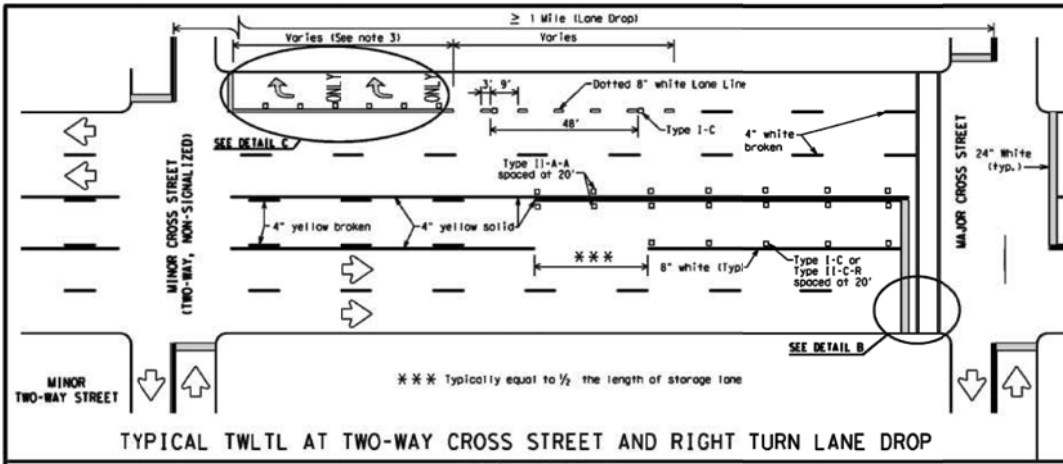 ≥ 1 Mile (Lane Drop)
Varies (See note 3)
Varies
ONLY
ONLY
3'
9'
Dotted 8" white Lane Line
48'
Type I-C
SEE DETAIL C
4" white
broken
24" White
(typ.)
MAJOR CROSS STREET
MINOR CROSS STREET
(TWO-WAY, NON-SIGNALIZED)
Type II-A-A
spaced at 20'
4" yellow broken
4" yellow solid
***
8" white (Typ)
Type I-C or
Type II-C-R
spaced at 20'
SEE DETAIL B
MINOR
TWO-WAY STREET
*** Typically equal to ½ the length of storage lane
TYPICAL TWLTL AT TWO-WAY CROSS STREET AND RIGHT TURN LANE DROP